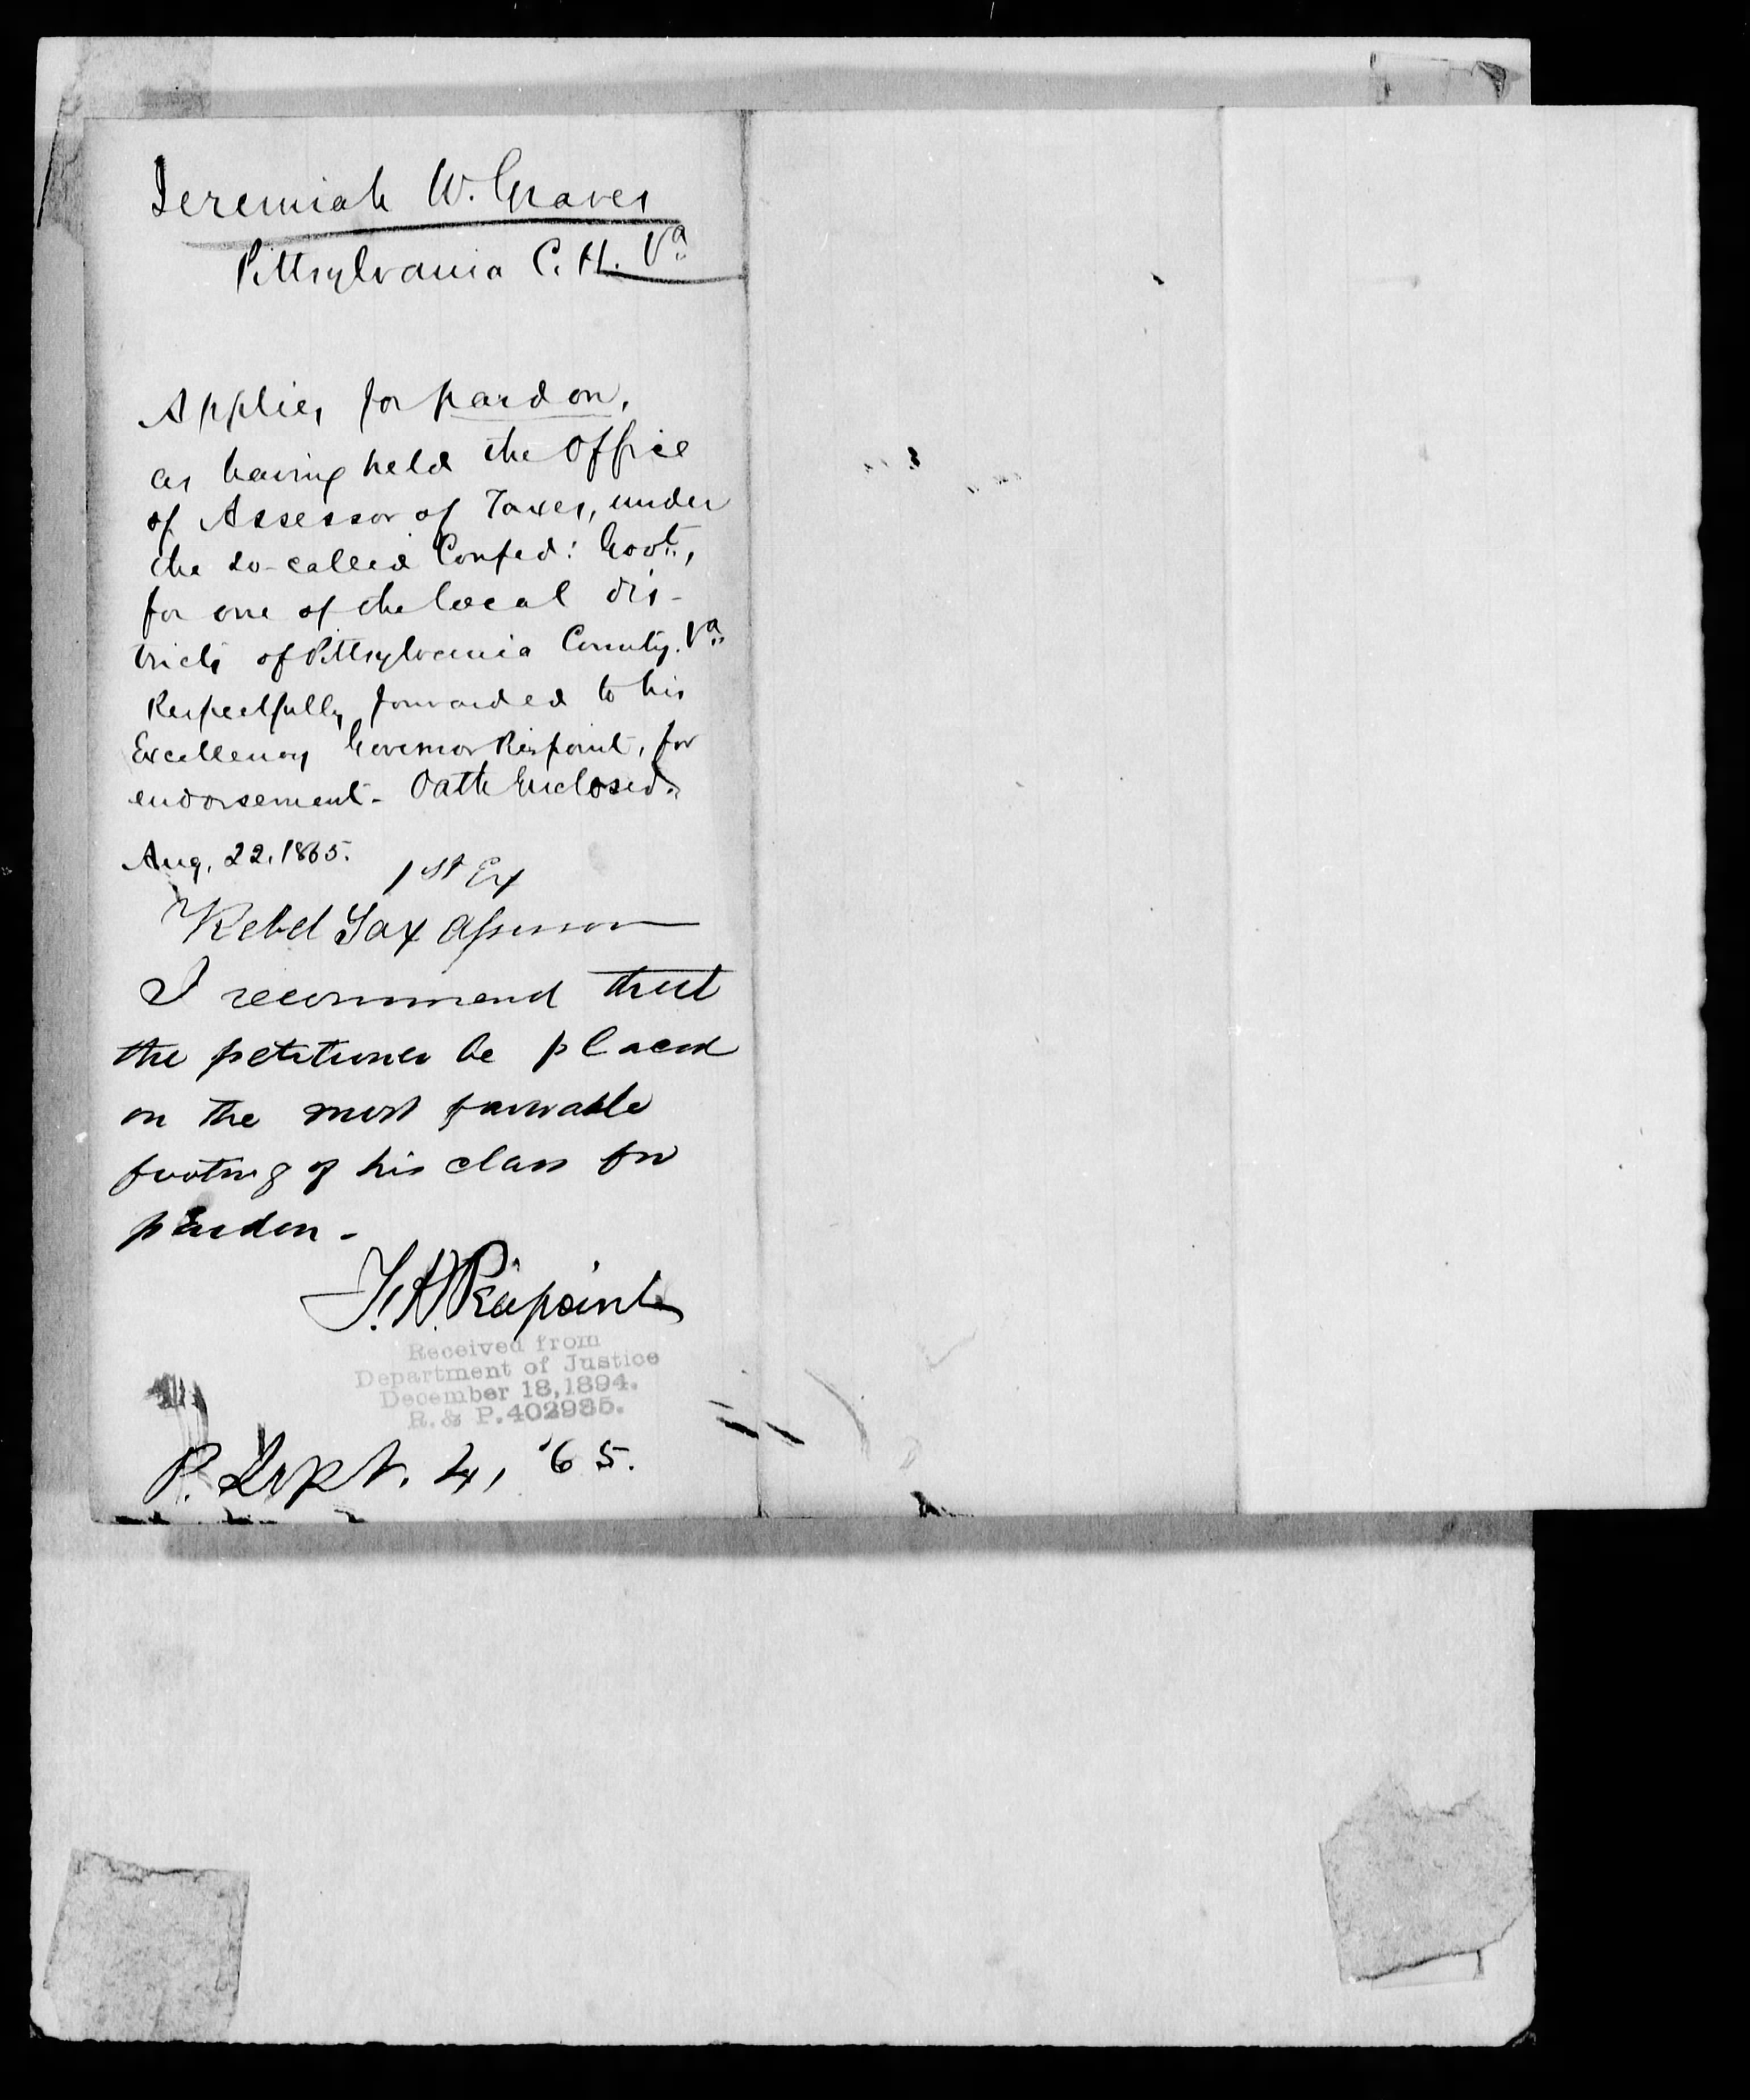 Jeremiah W. Graves
Pittsylvania C. H. Va.
Applies for pardon,
as having held the Office
of Assessor of Taxes, under
the so-called Confed: Govt.,
for one of the local dis-
tricts of Pittsylvania County. Va.
Respectfully forwarded to his
Excellency Governor Pierpoint, for
endorsement - Oath Enclosed.
Aug. 22. 1865.
1st Ex
Rebel Tax Assessor
I recommend that
the petitioner be placed
on the most favorable
footing of his class for
pardon -
F. H. Peirpoint
Received from
Department of Justice
December 18, 1894.
R. & P. 402985.
P. Sept. 4, '65.